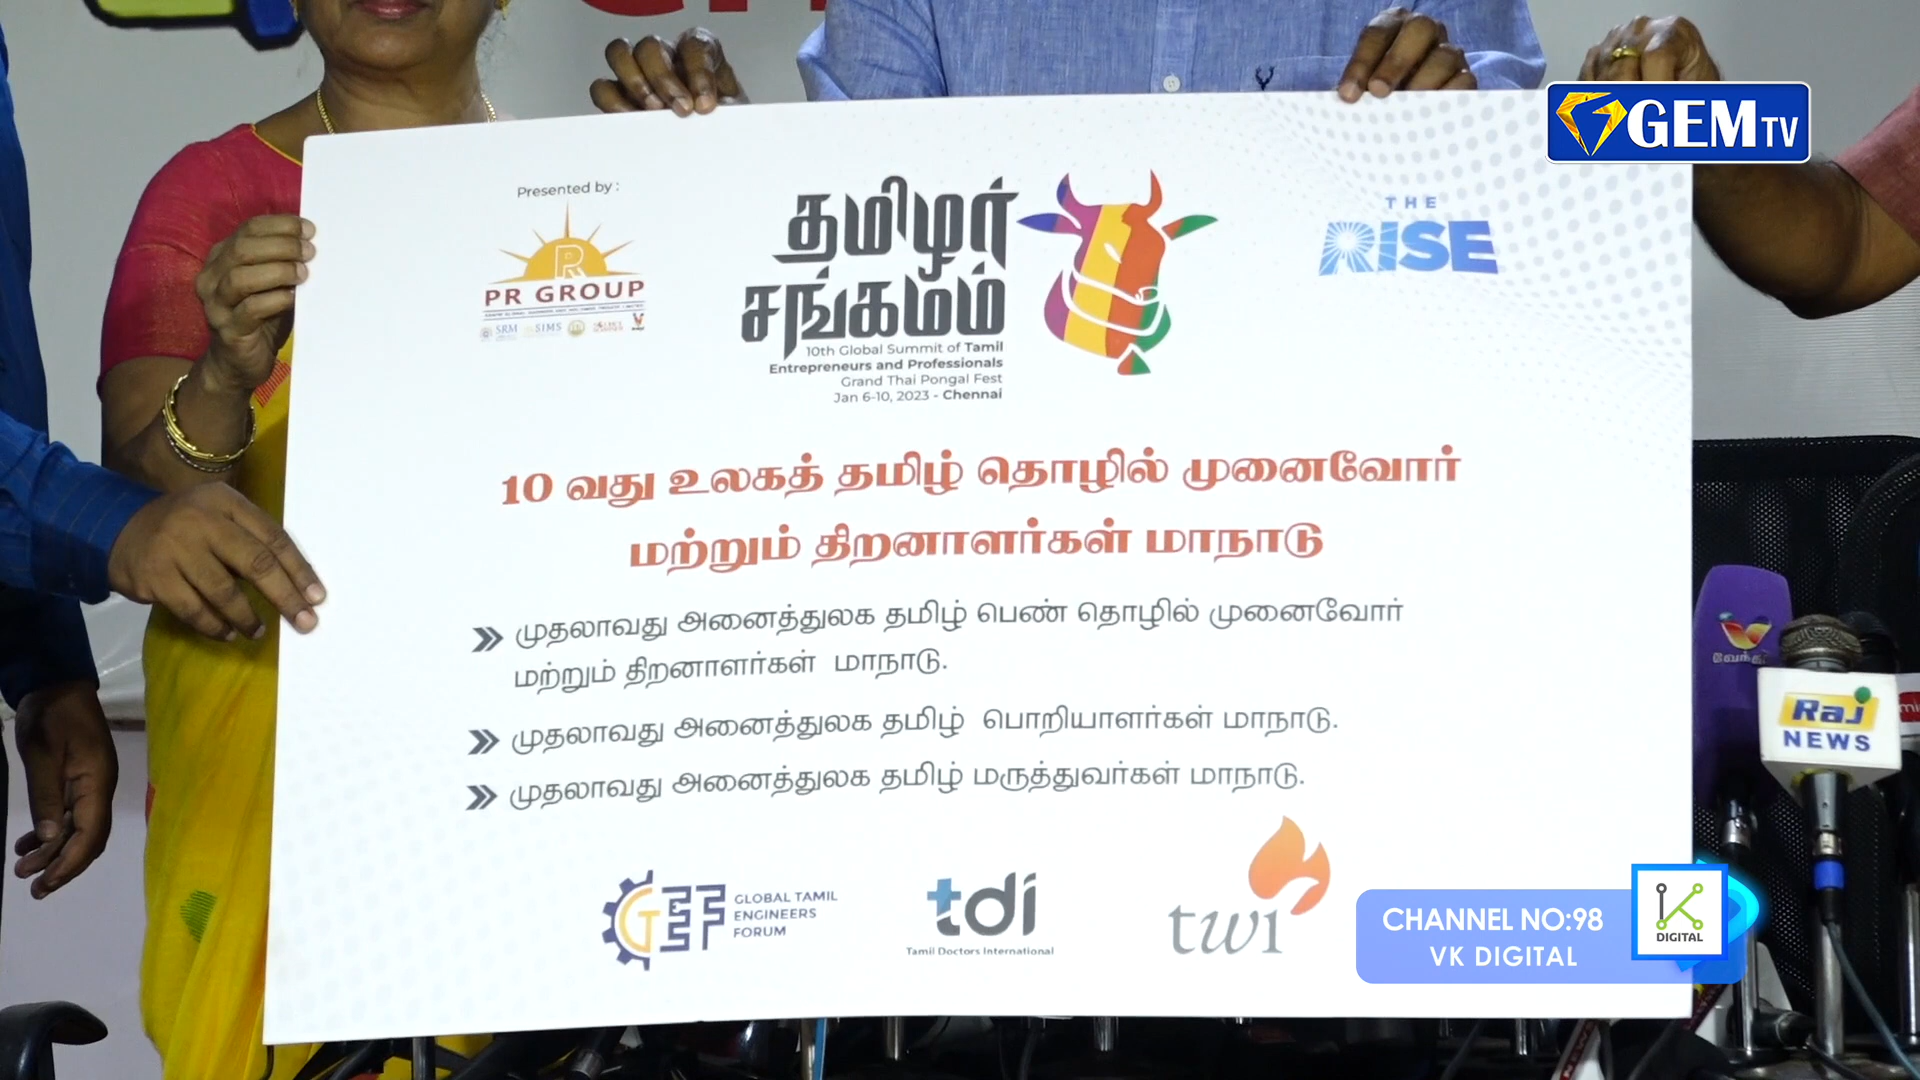 GEM TV
Presented by :
PR GROUP
SRM
SIMS
தமிழர்
சங்கமம்
10th Global Summit of Tamil
Entrepreneurs and Professionals
Grand Thai Pongal Fest
Jan 6-10, 2023 - Chennai
THE
RISE
10 வது உலகத் தமிழ் தொழில் முனைவோர்
மற்றும் திறனாளர்கள் மாநாடு
முதலாவது அனைத்துலக தமிழ் பெண் தொழில் முனைவோர்
மற்றும் திறனாளர்கள் மாநாடு.
முதலாவது அனைத்துலக தமிழ் பொறியாளர்கள் மாநாடு.
முதலாவது அனைத்துலக தமிழ் மருத்துவர்கள் மாநாடு.
GLOBAL TAMIL
ENGINEERS
FORUM
tdi
Tamil Doctors International
twi
Raj
NEWS
CHANNEL NO:98
VK DIGITAL
DIGITAL